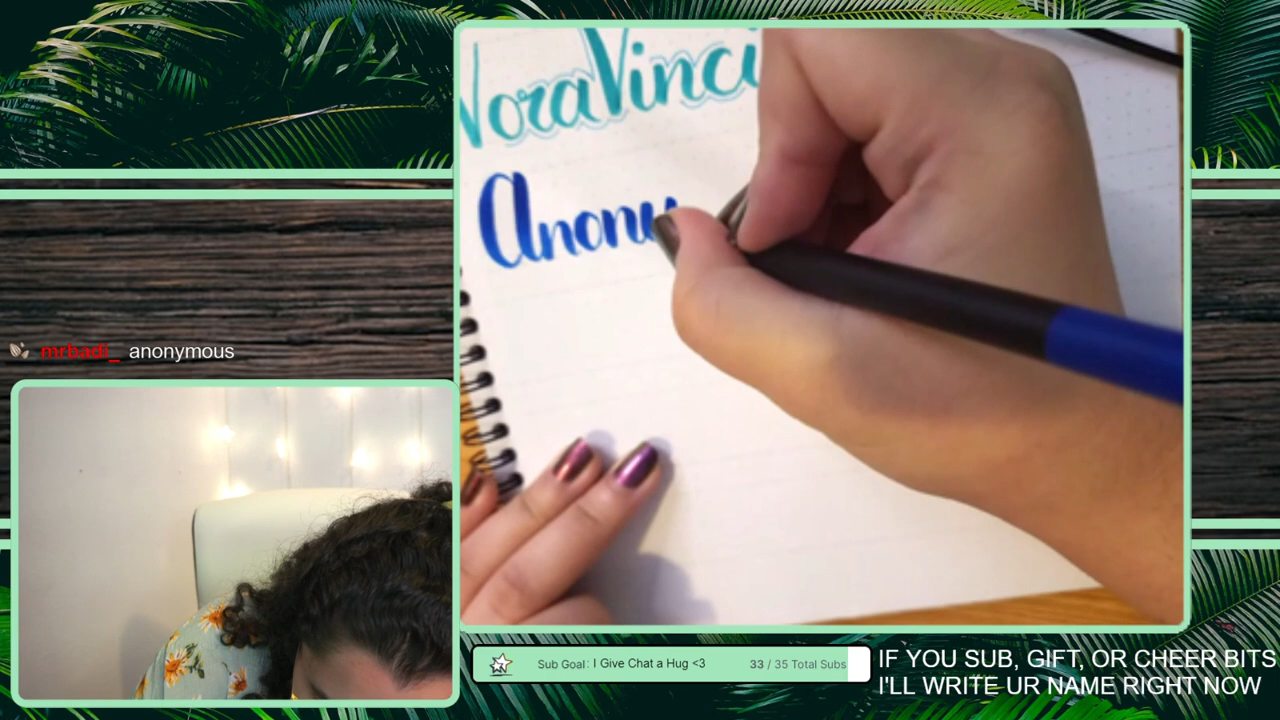 NoraVinci
Anony
mrbadi_ anonymous
Sub Goal: I Give Chat a Hug <3 33 / 35 Total Subs
IF YOU SUB, GIFT, OR CHEER BITS
I'LL WRITE UR NAME RIGHT NOW